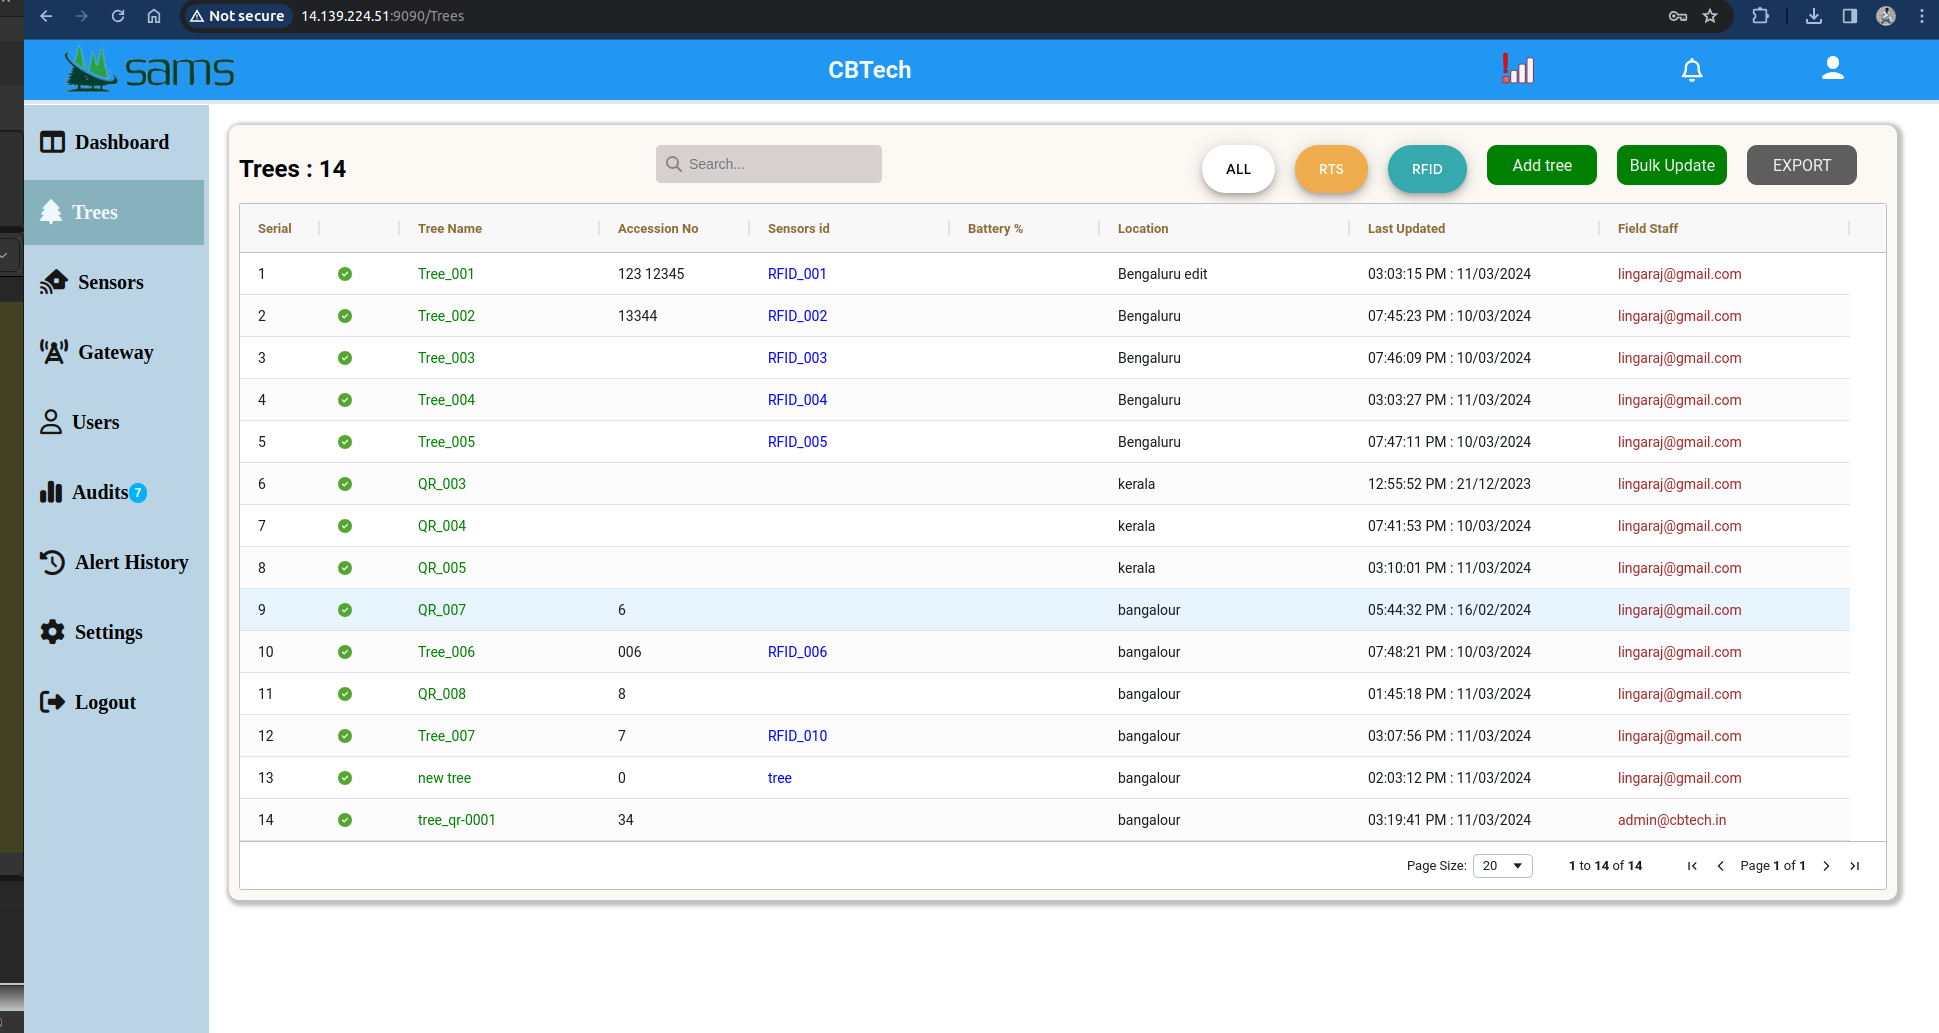 Not secure 14.139.224.51:9090/Trees
sams
CBTech
Dashboard
Trees
Sensors
Gateway
Users
Audits 7
Alert History
Settings
Logout
Trees : 14
Search...
ALL
RTS
RFID
Add tree
Bulk Update
EXPORT
Serial Tree Name Accession No Sensors id Battery % Location Last Updated Field Staff
1 Tree_001 123 12345 RFID_001 Bengaluru edit 03:03:15 PM : 11/03/2024 lingaraj@gmail.com
2 Tree_002 13344 RFID_002 Bengaluru 07:45:23 PM : 10/03/2024 lingaraj@gmail.com
3 Tree_003 RFID_003 Bengaluru 07:46:09 PM : 10/03/2024 lingaraj@gmail.com
4 Tree_004 RFID_004 Bengaluru 03:03:27 PM : 11/03/2024 lingaraj@gmail.com
5 Tree_005 RFID_005 Bengaluru 07:47:11 PM : 10/03/2024 lingaraj@gmail.com
6 QR_003 kerala 12:55:52 PM : 21/12/2023 lingaraj@gmail.com
7 QR_004 kerala 07:41:53 PM : 10/03/2024 lingaraj@gmail.com
8 QR_005 kerala 03:10:01 PM : 11/03/2024 lingaraj@gmail.com
9 QR_007 6 bangalour 05:44:32 PM : 16/02/2024 lingaraj@gmail.com
10 Tree_006 006 RFID_006 bangalour 07:48:21 PM : 10/03/2024 lingaraj@gmail.com
11 QR_008 8 bangalour 01:45:18 PM : 11/03/2024 lingaraj@gmail.com
12 Tree_007 7 RFID_010 bangalour 03:07:56 PM : 11/03/2024 lingaraj@gmail.com
13 new tree 0 tree bangalour 02:03:12 PM : 11/03/2024 lingaraj@gmail.com
14 tree_qr-0001 34 bangalour 03:19:41 PM : 11/03/2024 admin@cbtech.in
Page Size: 20 1 to 14 of 14 Page 1 of 1